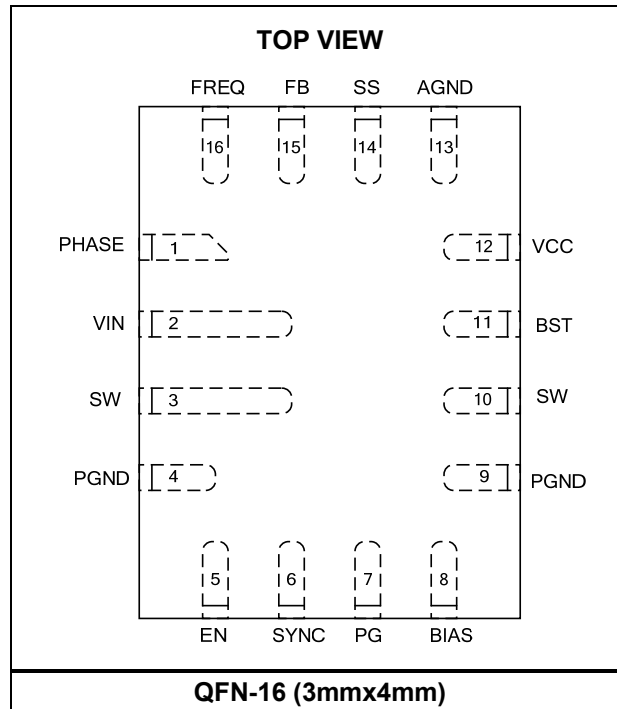 TOP VIEW
FREQ FB SS AGND
16 15 14 13
PHASE 1 12 VCC
VIN 2 11 BST
SW 3 10 SW
PGND 4 9 PGND
5 6 7 8
EN SYNC PG BIAS
QFN-16 (3mmx4mm)